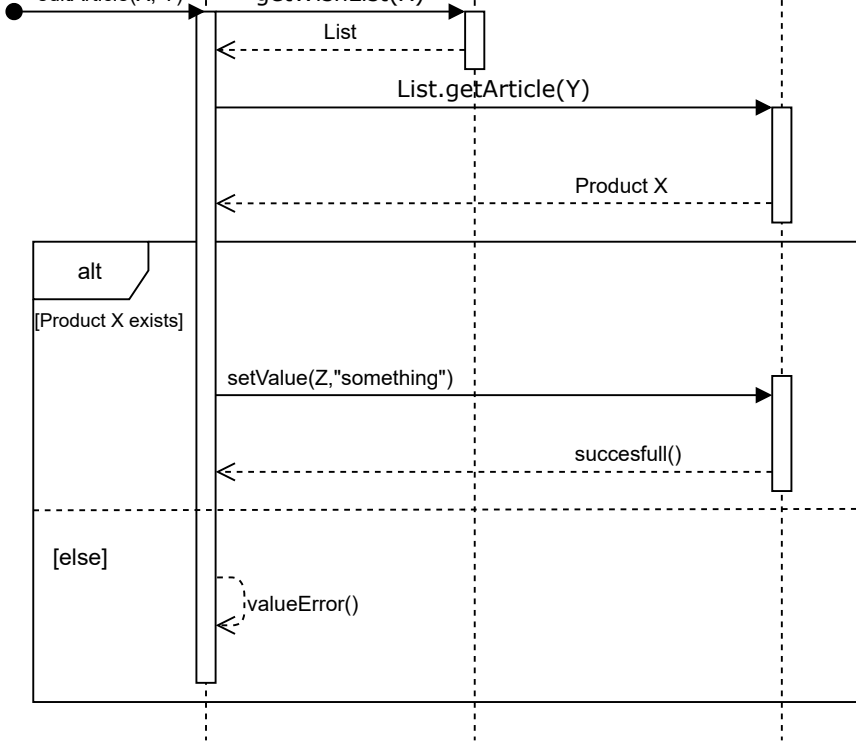 List
List.getArticle(Y)
Product X
alt
[Product X exists]
setValue(Z,"something")
succesfull()
[else]
valueError()